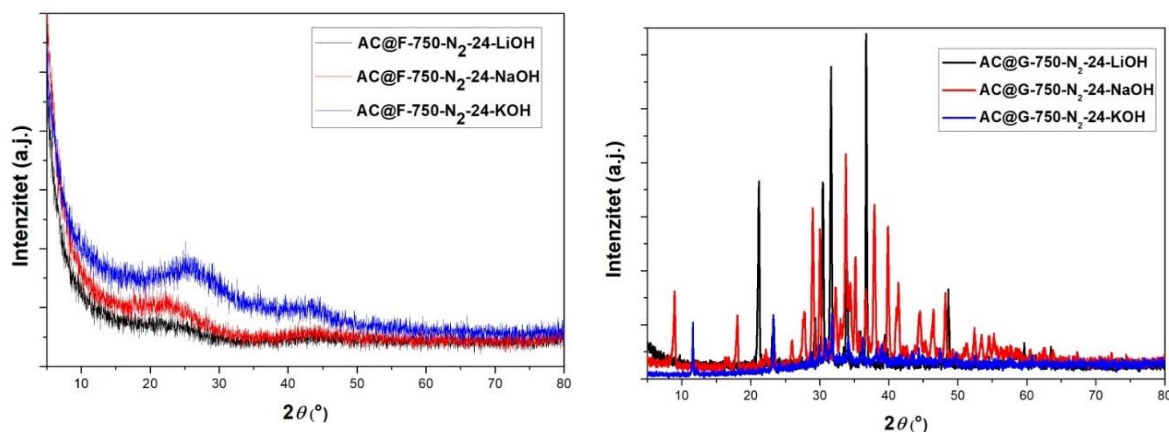 AC@F-750-N2-24-LiOH
AC@F-750-N2-24-NaOH
AC@F-750-N2-24-KOH
Intenzitet (a.j.)
10 20 30 40 50 60 70 80
2θ(°)
AC@G-750-N2-24-LiOH
AC@G-750-N2-24-NaOH
AC@G-750-N2-24-KOH
Intenzitet (a.j.)
10 20 30 40 50 60 70 80
2θ(°)